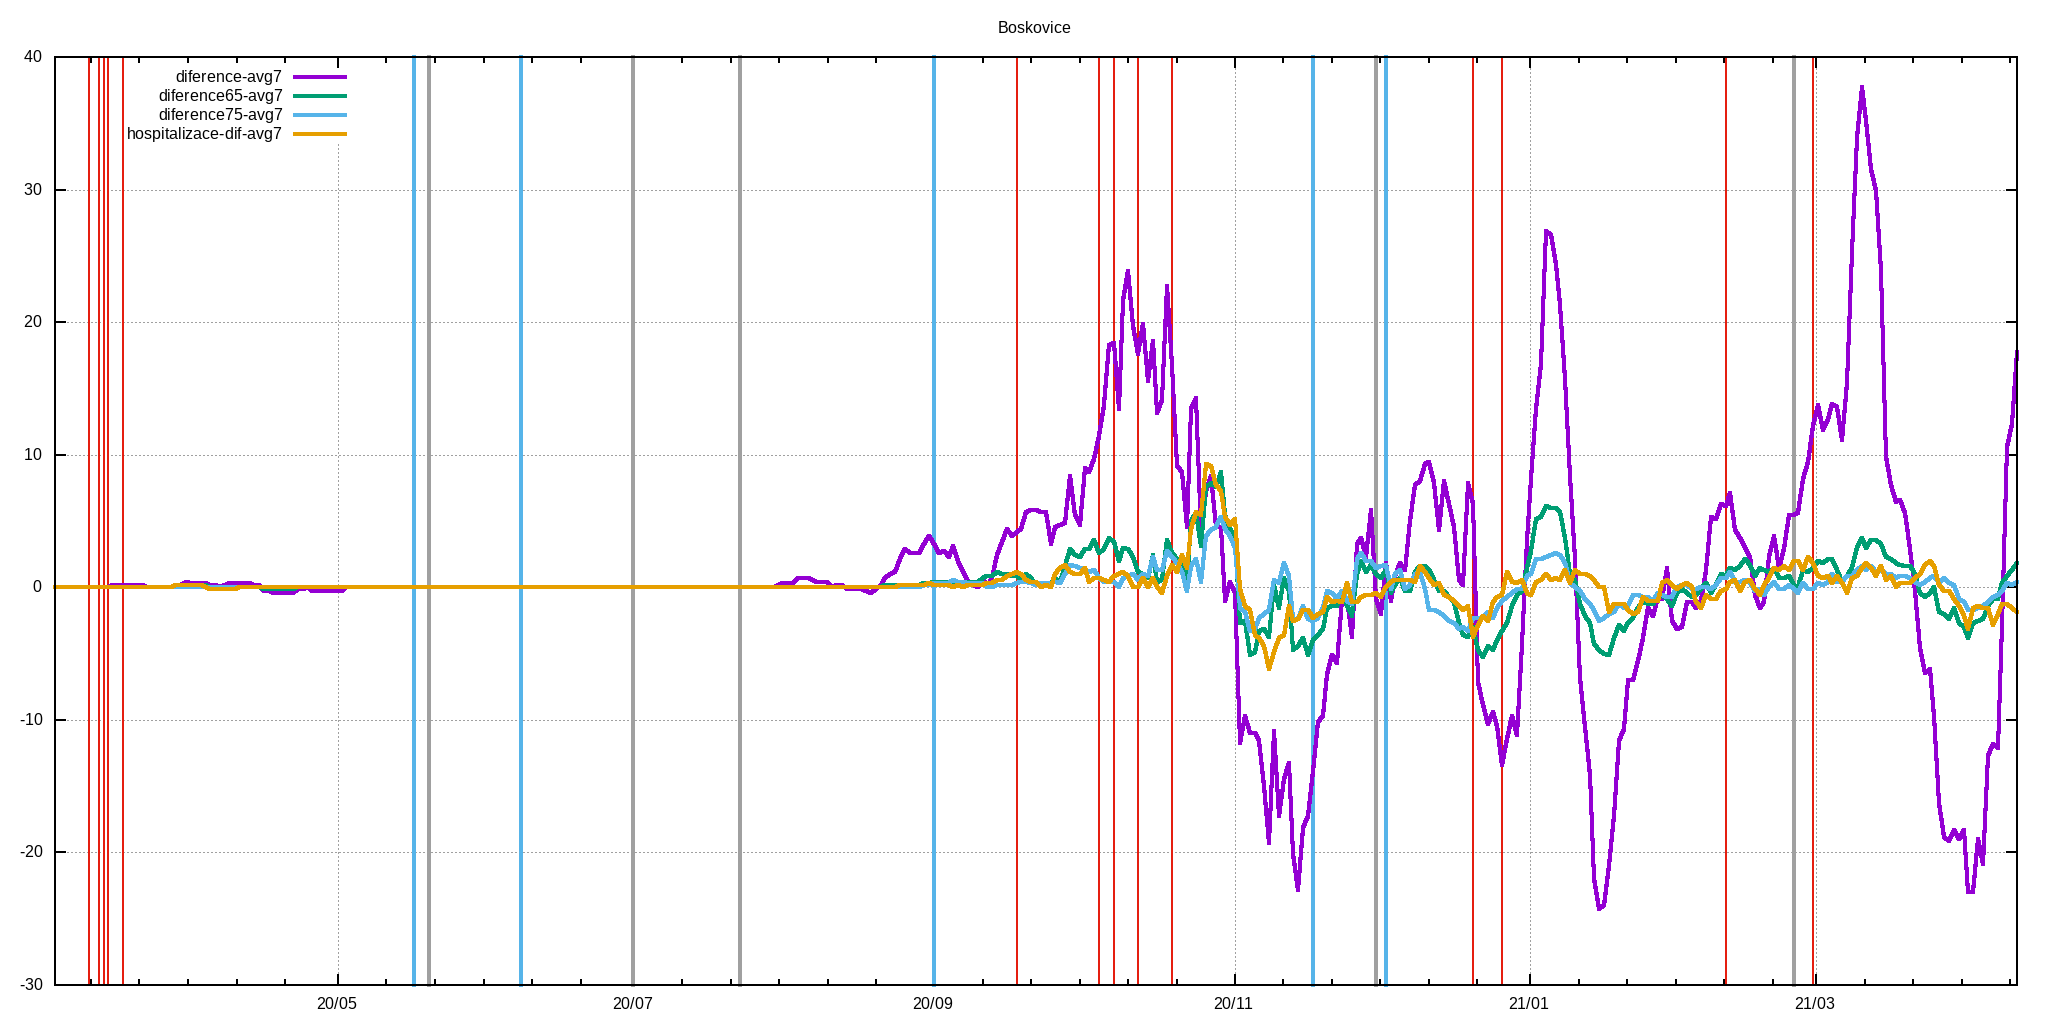 Boskovice
diference-avg7
diference65-avg7
diference75-avg7
hospitalizace-dif-avg7
40
30
20
10
0
-10
-20
-30
20/05 20/07 20/09 20/11 21/01 21/03